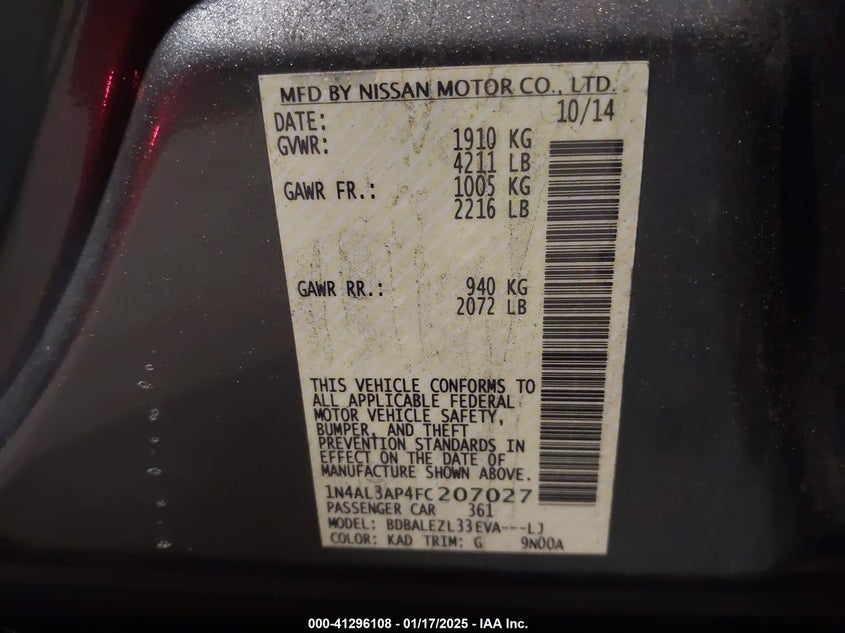 MFD BY NISSAN MOTOR CO., LTD.
DATE: 10/14
GVWR: 1910 KG
4211 LB
GAWR FR.: 1005 KG
2216 LB
GAWR RR.: 940 KG
2072 LB
THIS VEHICLE CONFORMS TO
ALL APPLICABLE FEDERAL
MOTOR VEHICLE SAFETY,
BUMPER, AND THEFT
PREVENTION STANDARDS IN
EFFECT ON THE DATE OF
MANUFACTURE SHOWN ABOVE.
1N4AL3AP4FC207027
PASSENGER CAR 361
MODEL: BDBALEZL33EVA---LJ
COLOR: KAD TRIM: G 9N00A
000-41296108 — 01/17/2025 — IAA Inc.